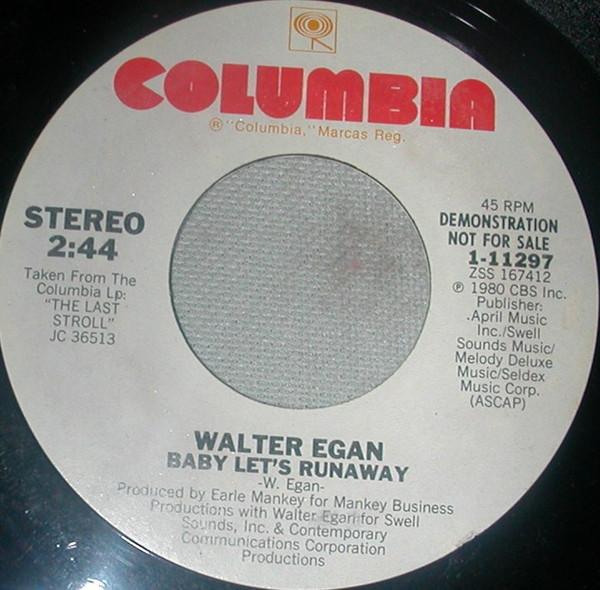 COLUMBIA
® "Columbia," Marcas Reg.
STEREO
2:44
Taken From The
Columbia Lp:
"THE LAST
STROLL"
JC 36513
45 RPM
DEMONSTRATION
NOT FOR SALE
1-11297
ZSS 167412
℗ 1980 CBS Inc.
Publisher:
April Music
Inc./Swell
Sounds Music/
Melody Deluxe
Music/Seldex
Music Corp.
(ASCAP)
WALTER EGAN
BABY LET'S RUNAWAY
-W. Egan-
Produced by Earle Mankey for Mankey Business
Productions with Walter Egan for Swell
Sounds, Inc. & Contemporary
Communications Corporation
Productions